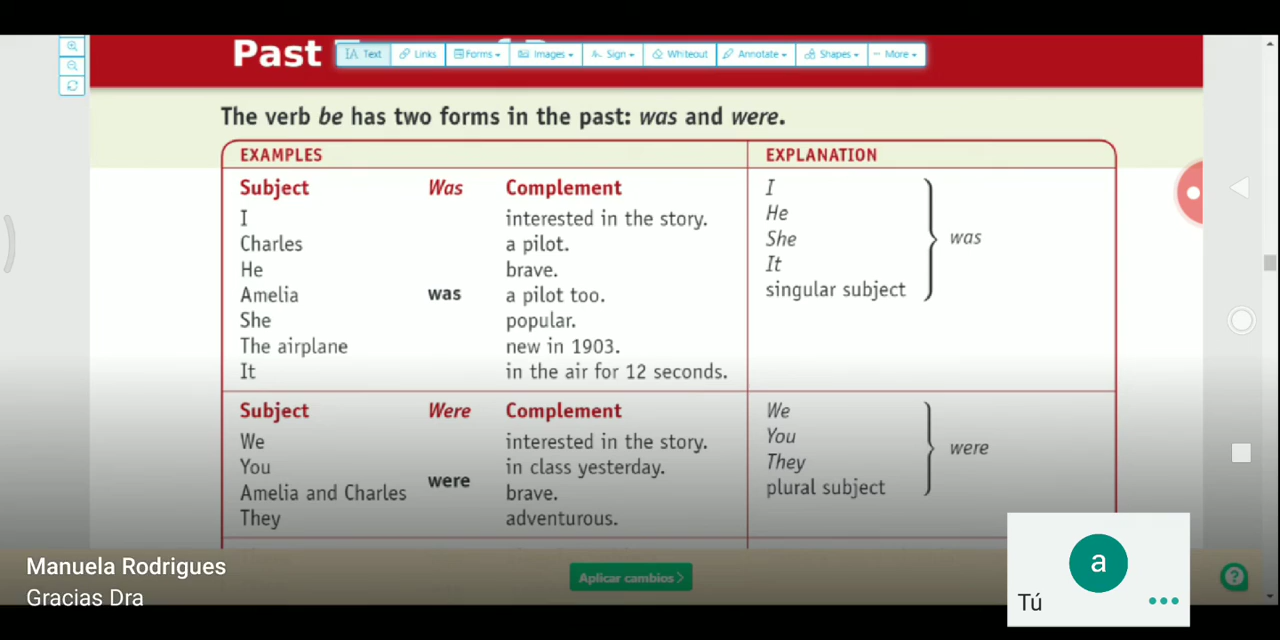 Past
Text Links Forms Images Sign Whiteout Annotate Shapes More
The verb be has two forms in the past: was and were.
EXAMPLES EXPLANATION
Subject Was Complement
I interested in the story.
Charles a pilot.
He brave.
Amelia was a pilot too.
She popular.
The airplane new in 1903.
It in the air for 12 seconds.
I
He
She was
It
singular subject
Subject Were Complement
We interested in the story.
You in class yesterday.
Amelia and Charles were brave.
They adventurous.
We
You
They were
plural subject
Manuela Rodrigues
Gracias Dra
Aplicar cambios >
a
Tú
?